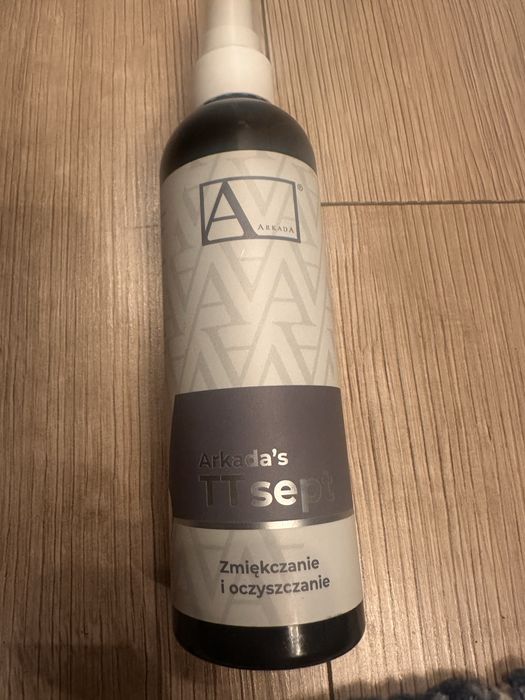 A ARKADA®
Arkada's
TTsept
Zmiękczanie
i oczyszczanie